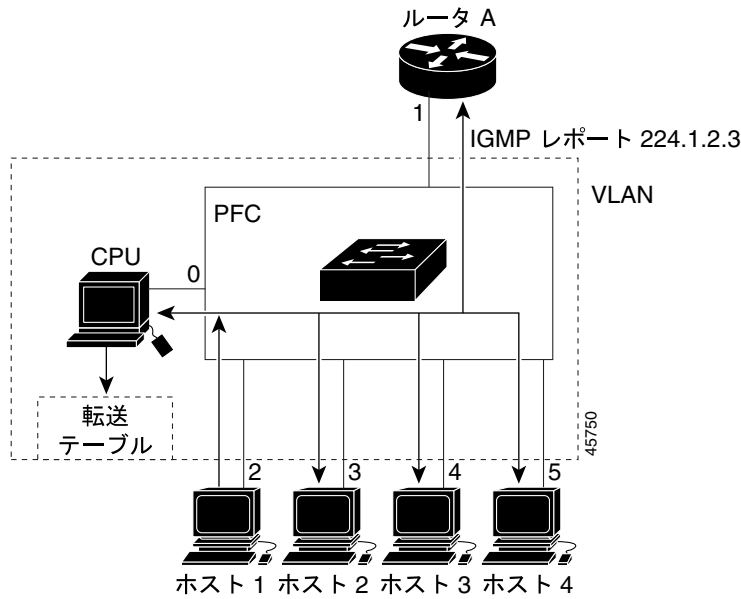 ルータ A
1
IGMP レポート 224.1.2.3
VLAN
PFC
CPU
0
転送
テーブル
45750
2
3
4
5
ホスト 1
ホスト 2
ホスト 3
ホスト 4